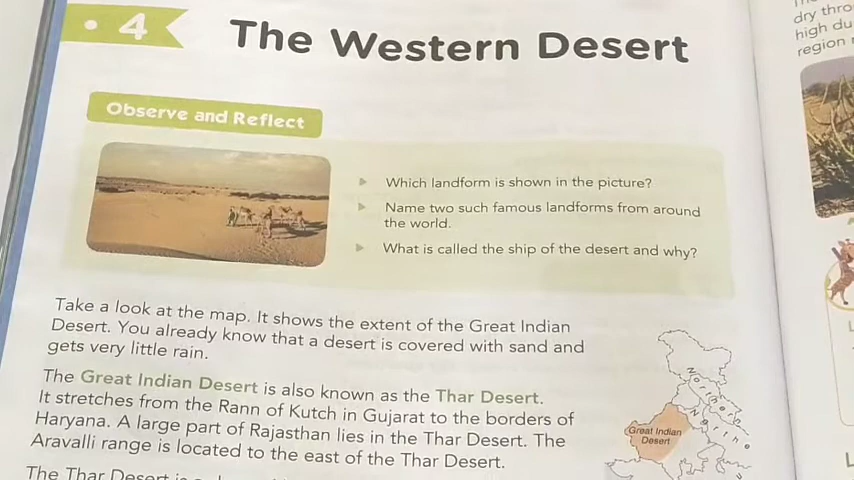 4
The Western Desert
Observe and Reflect
Which landform is shown in the picture?
Name two such famous landforms from around
the world.
What is called the ship of the desert and why?
Take a look at the map. It shows the extent of the Great Indian
Desert. You already know that a desert is covered with sand and
gets very little rain.
The Great Indian Desert is also known as the Thar Desert.
It stretches from the Rann of Kutch in Gujarat to the borders of
Haryana. A large part of Rajasthan lies in the Thar Desert. The
Aravalli range is located to the east of the Thar Desert.
The Thar Desert is
Northern
Great Indian
Desert
dry thro
high du
region